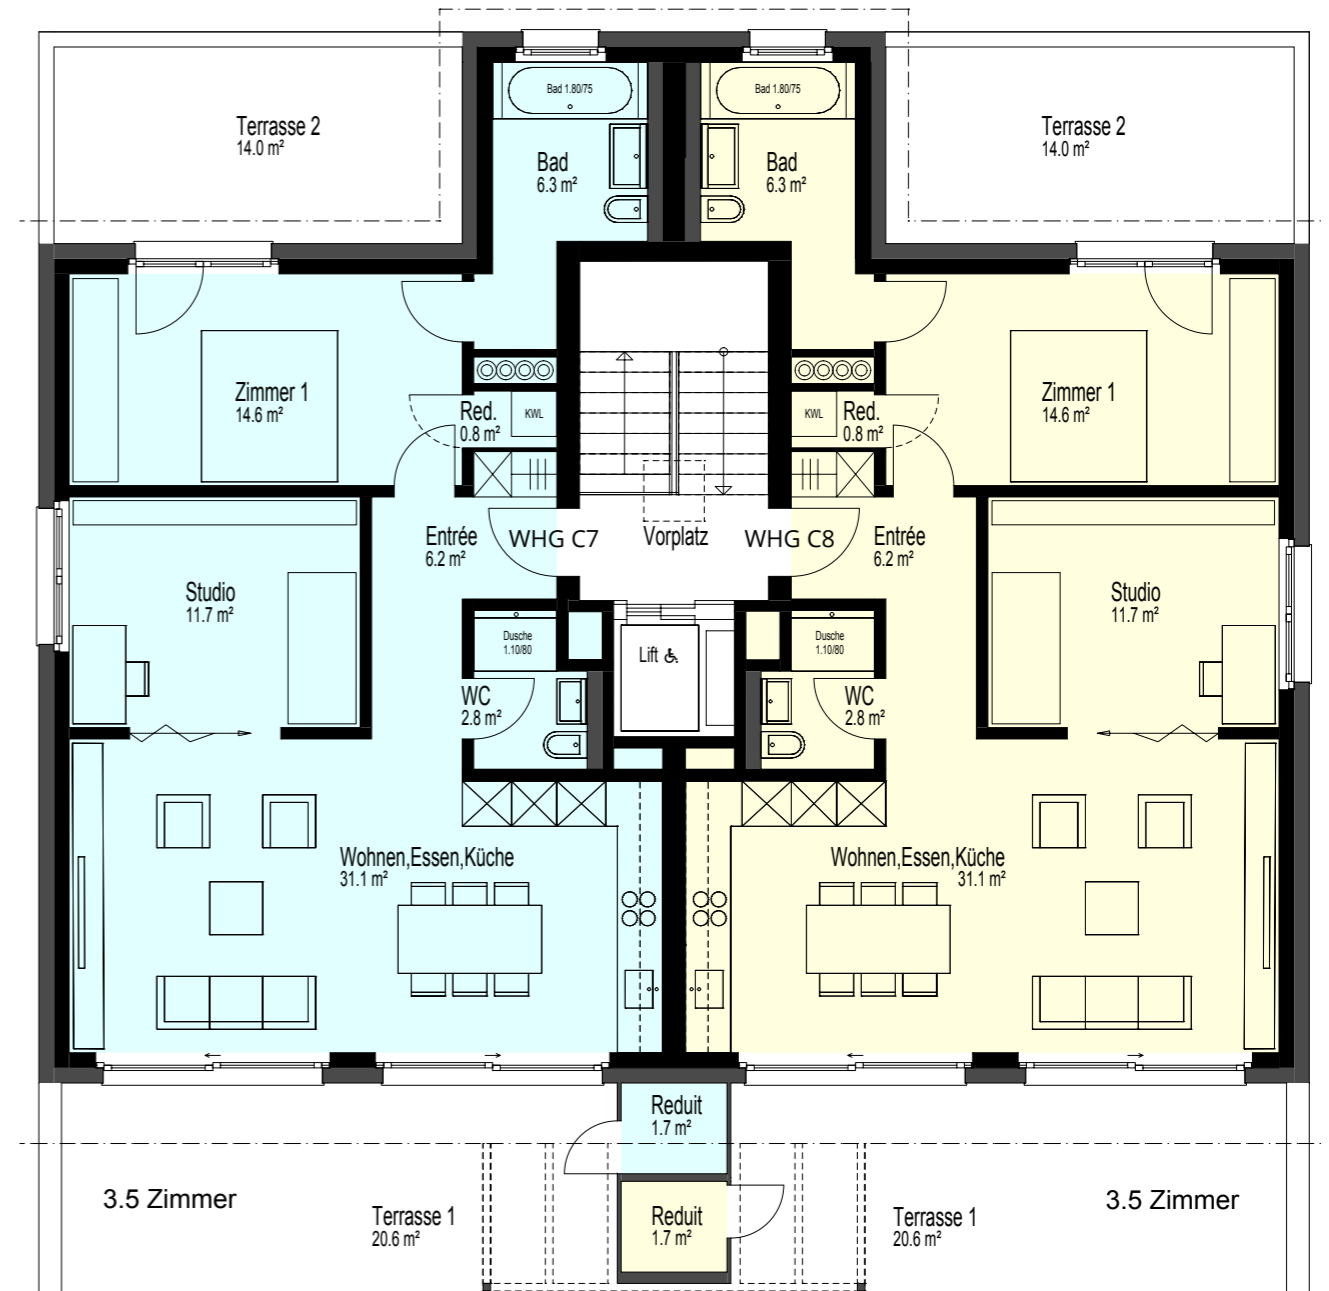 Bad 1.80/75
Bad 1.80/75
Terrasse 2
14.0 m²
Terrasse 2
14.0 m²
Bad
6.3 m²
Bad
6.3 m²
Zimmer 1
14.6 m²
Red.
0.8 m²
KWL
KWL
Red.
0.8 m²
Zimmer 1
14.6 m²
Entrée
6.2 m²
WHG C7
Vorplatz
WHG C8
Entrée
6.2 m²
Studio
11.7 m²
Studio
11.7 m²
Dusche
1.10/80
Lift
Dusche
1.10/80
WC
2.8 m²
WC
2.8 m²
Wohnen,Essen,Küche
31.1 m²
Wohnen,Essen,Küche
31.1 m²
Reduit
1.7 m²
3.5 Zimmer
Terrasse 1
20.6 m²
Reduit
1.7 m²
Terrasse 1
20.6 m²
3.5 Zimmer